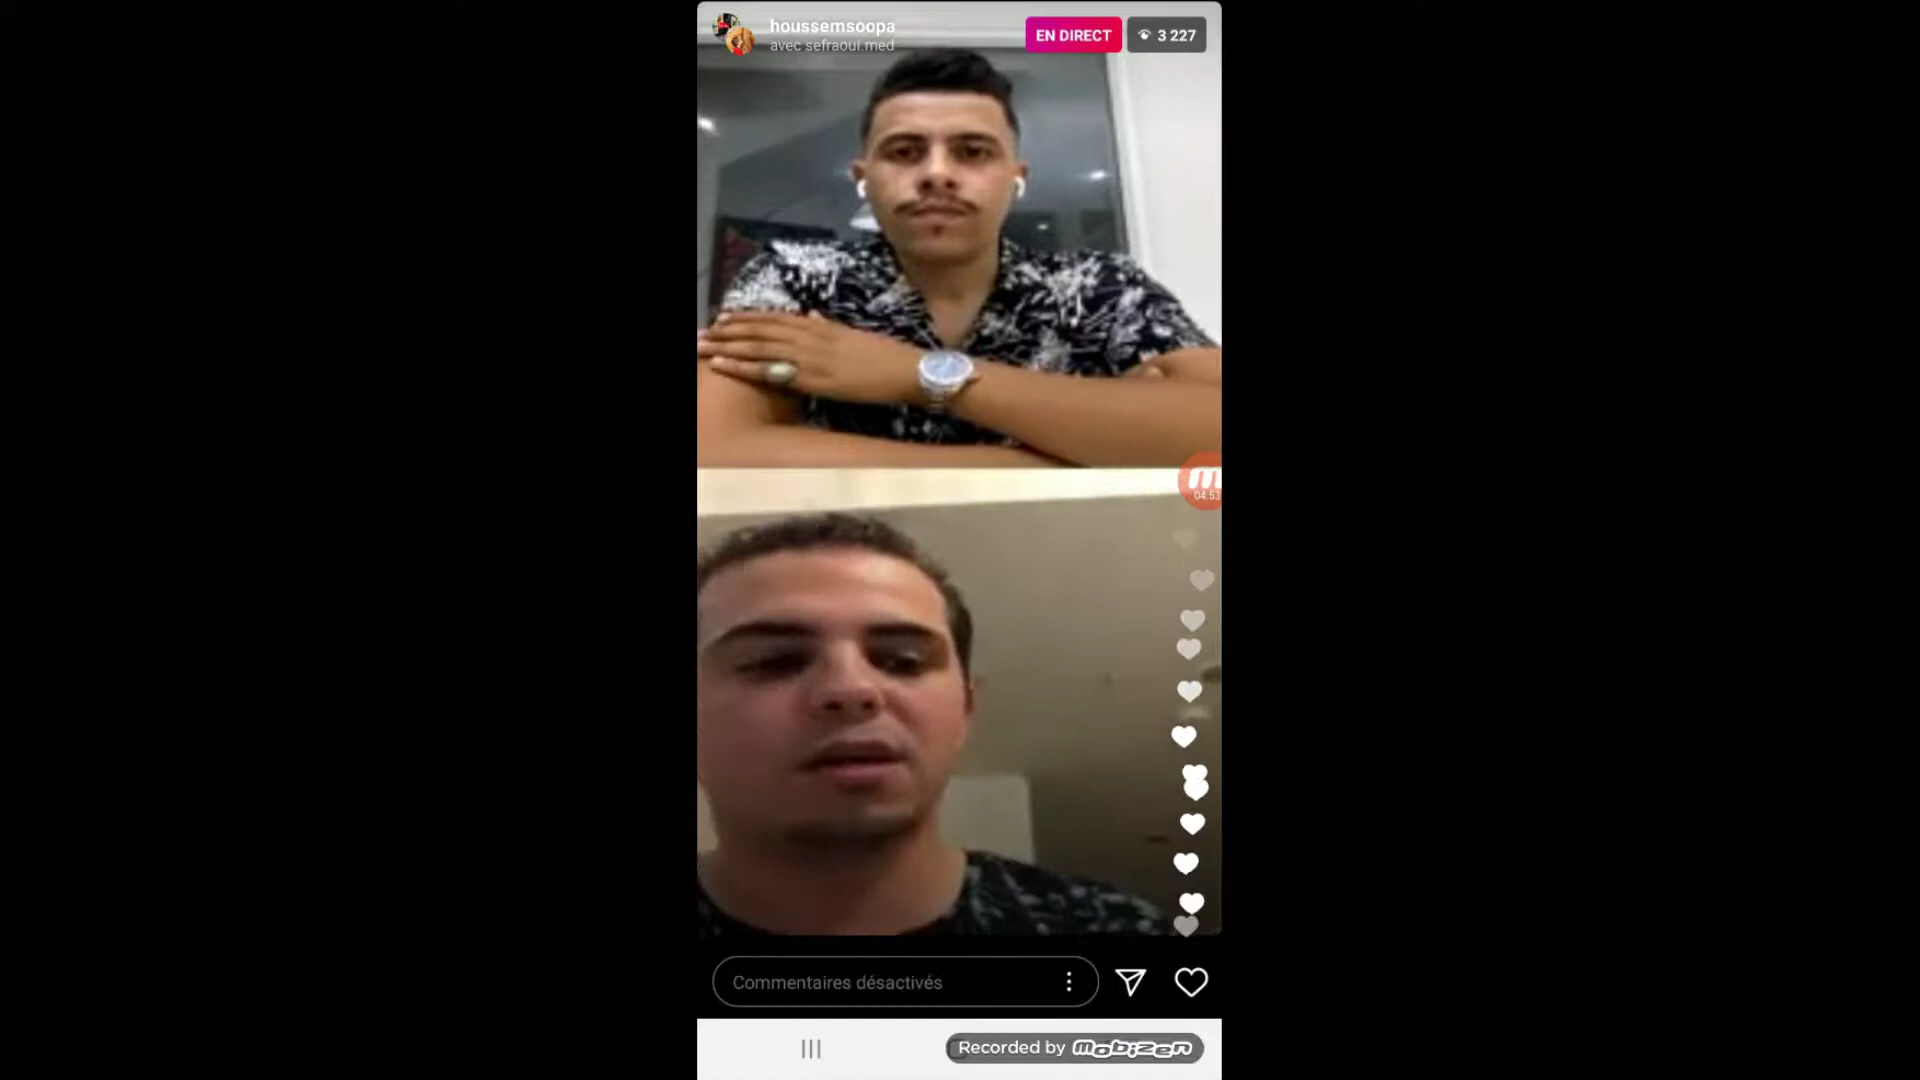 houssemsoopa
avec sefraoui.med
EN DIRECT
3 227
04:53
Commentaires désactivés
Recorded by mobizen